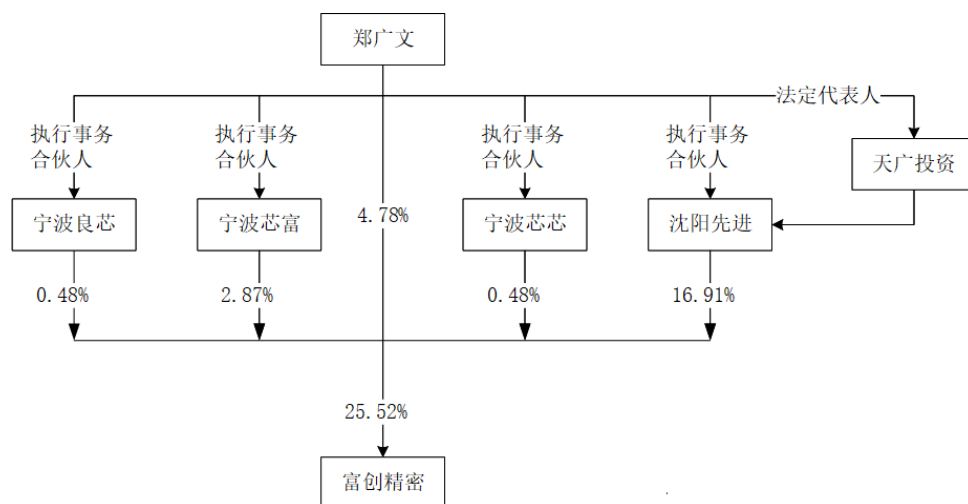 郑广文
法定代表人
执行事务
合伙人
执行事务
合伙人
执行事务
合伙人
执行事务
合伙人
天广投资
宁波良芯
宁波芯富
4.78%
宁波芯芯
沈阳先进
0.48%
2.87%
0.48%
16.91%
25.52%
富创精密